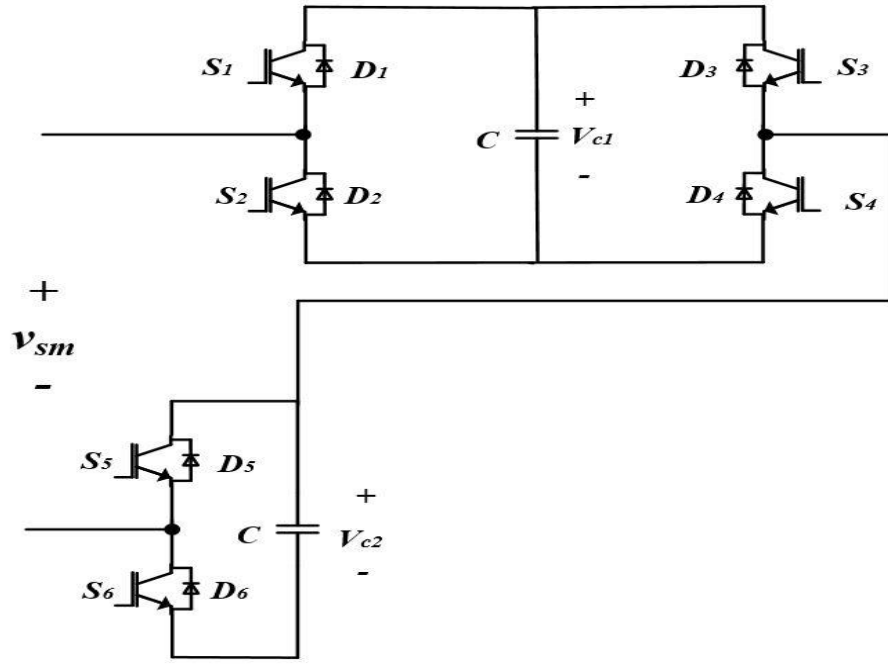 S1 D1 D3 S3
+
C Vc1
-
S2 D2 D4 S4
+
vsm
-
S5 D5
+
C Vc2
-
S6 D6